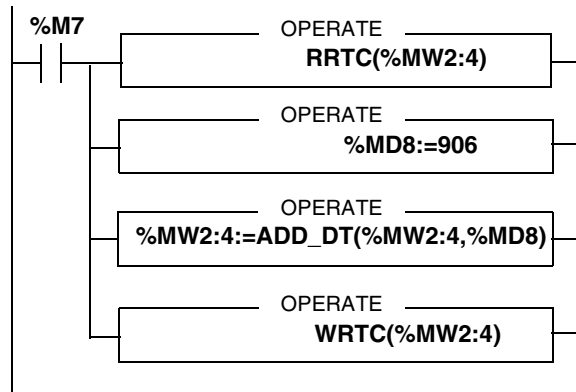 %M7
OPERATE
RRTC(%MW2:4)
OPERATE
%MD8:=906
OPERATE
%MW2:4:=ADD_DT(%MW2:4,%MD8)
OPERATE
WRTC(%MW2:4)